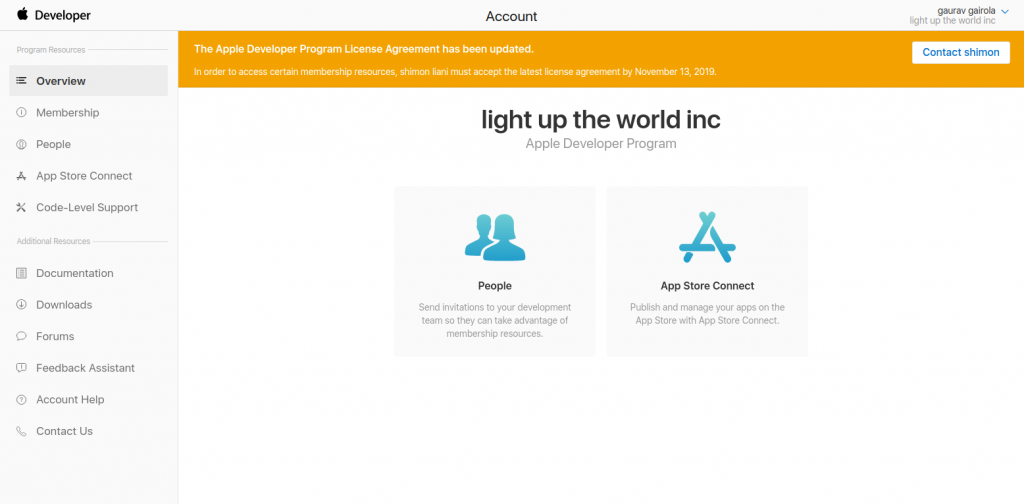 Developer
Account
gaurav gairola
light up the world inc
Program Resources
Overview
Membership
People
App Store Connect
Code-Level Support
Additional Resources
Documentation
Downloads
Forums
Feedback Assistant
Account Help
Contact Us
The Apple Developer Program License Agreement has been updated.
In order to access certain membership resources, shimon liani must accept the latest license agreement by November 13, 2019.
Contact shimon
light up the world inc
Apple Developer Program
People
Send invitations to your development
team so they can take advantage of
membership resources.
App Store Connect
Publish and manage your apps on the
App Store with App Store Connect.